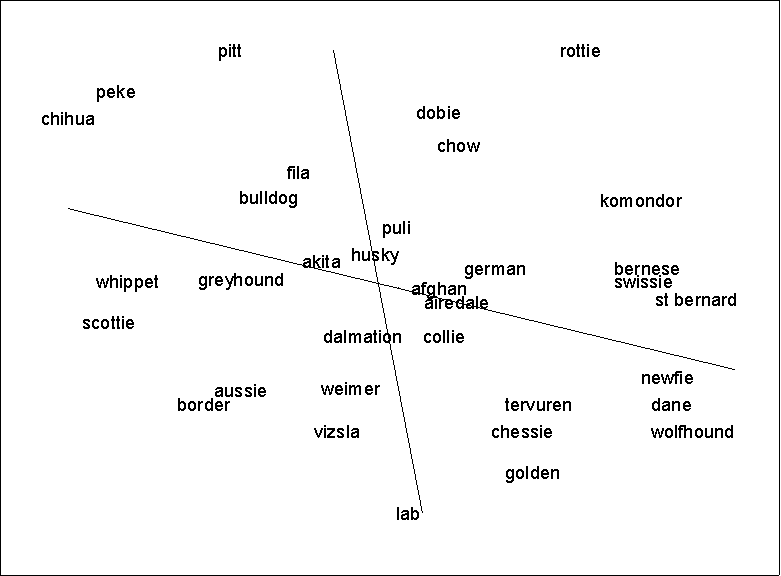 pitt
rottie
peke
dobie
chihua
chow
fila
bulldog
komondor
puli
husky
akita
german
bernese
whippet
greyhound
swissie
afghan
st bernard
airedale
scottie
dalmation
collie
newfie
weimer
aussie
border
tervuren
dane
vizsla
chessie
wolfhound
golden
lab